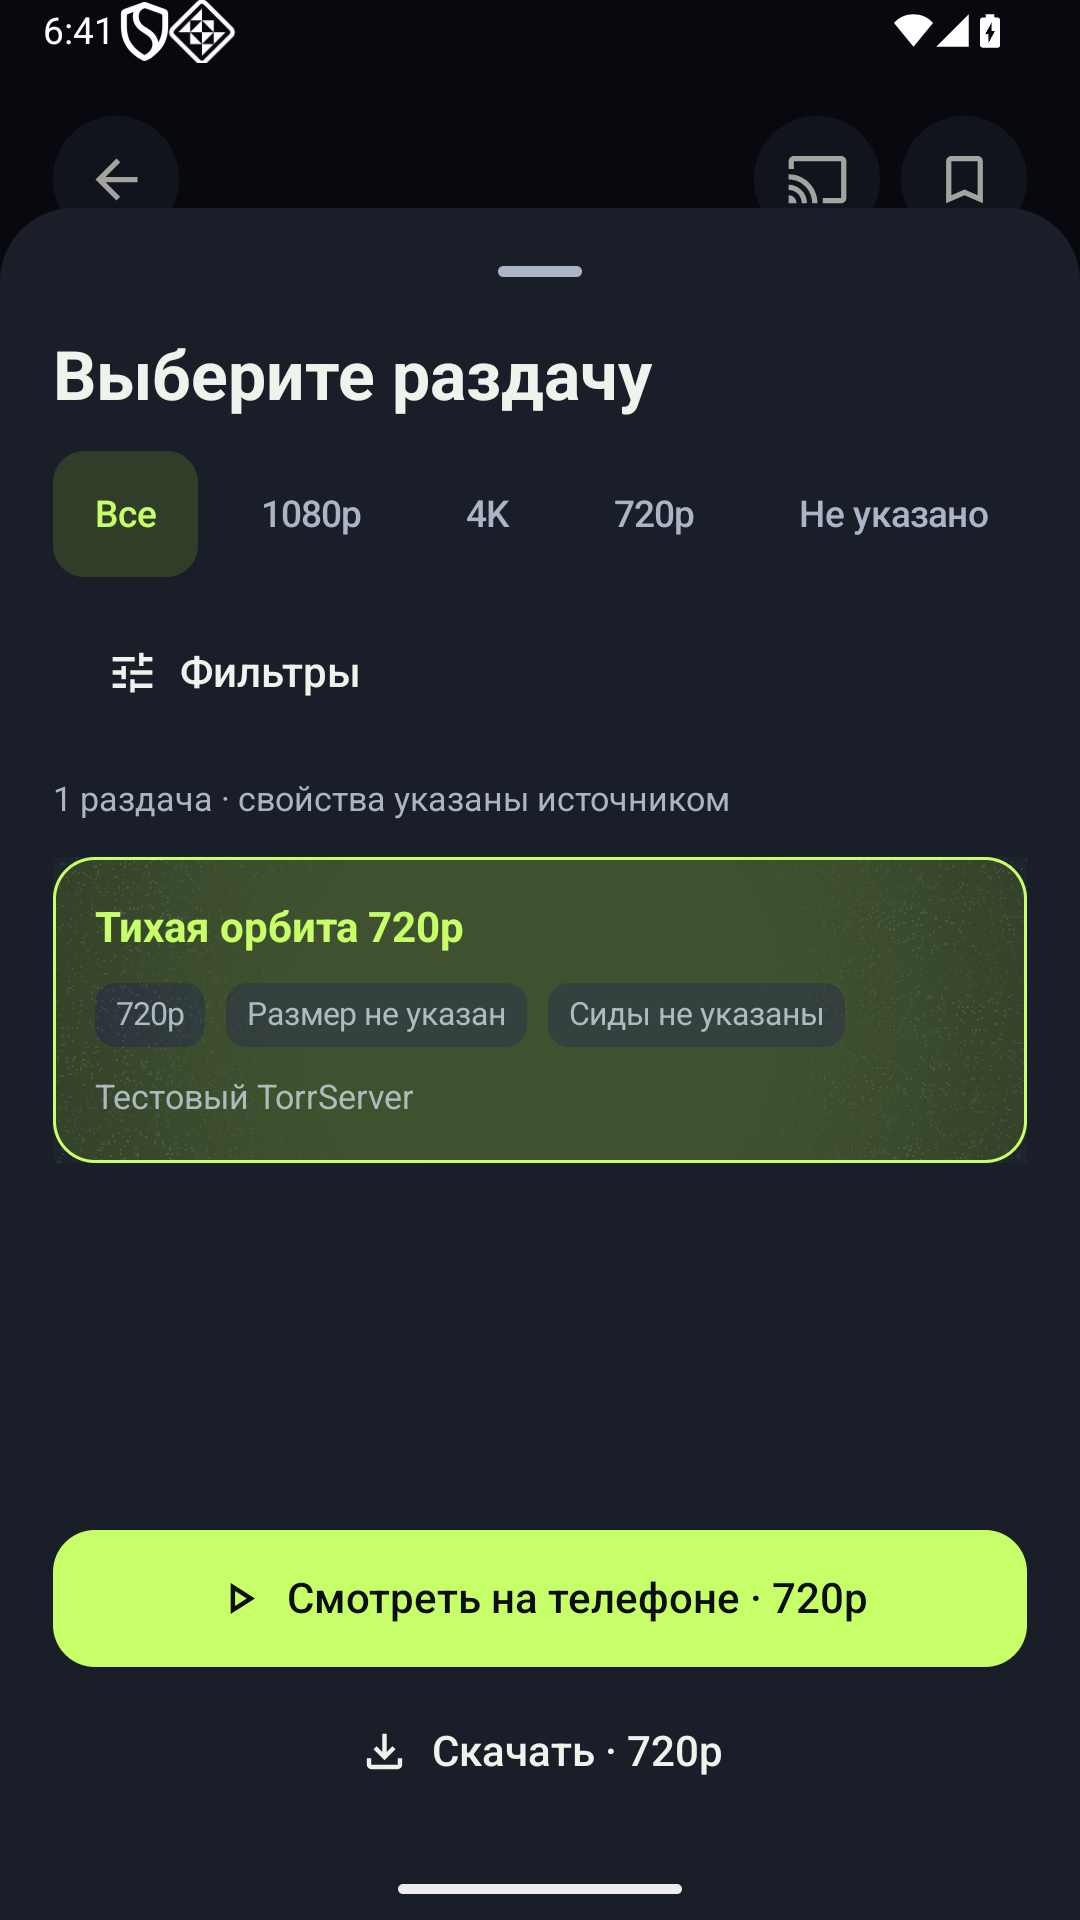 6:41
Выберите раздачу
Все 1080p 4K 720p Не указано
Фильтры
1 раздача · свойства указаны источником
Тихая орбита 720p
720p Размер не указан Сиды не указаны
Тестовый TorrServer
Смотреть на телефоне · 720p
Скачать · 720p